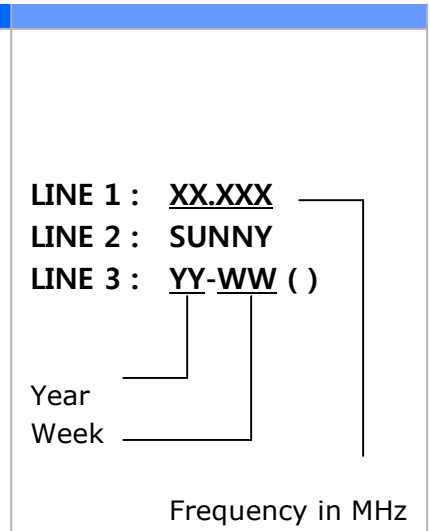 LINE 1 : XX.XXX
LINE 2 : SUNNY
LINE 3 : YY-WW ( )
Year
Week
Frequency in MHz